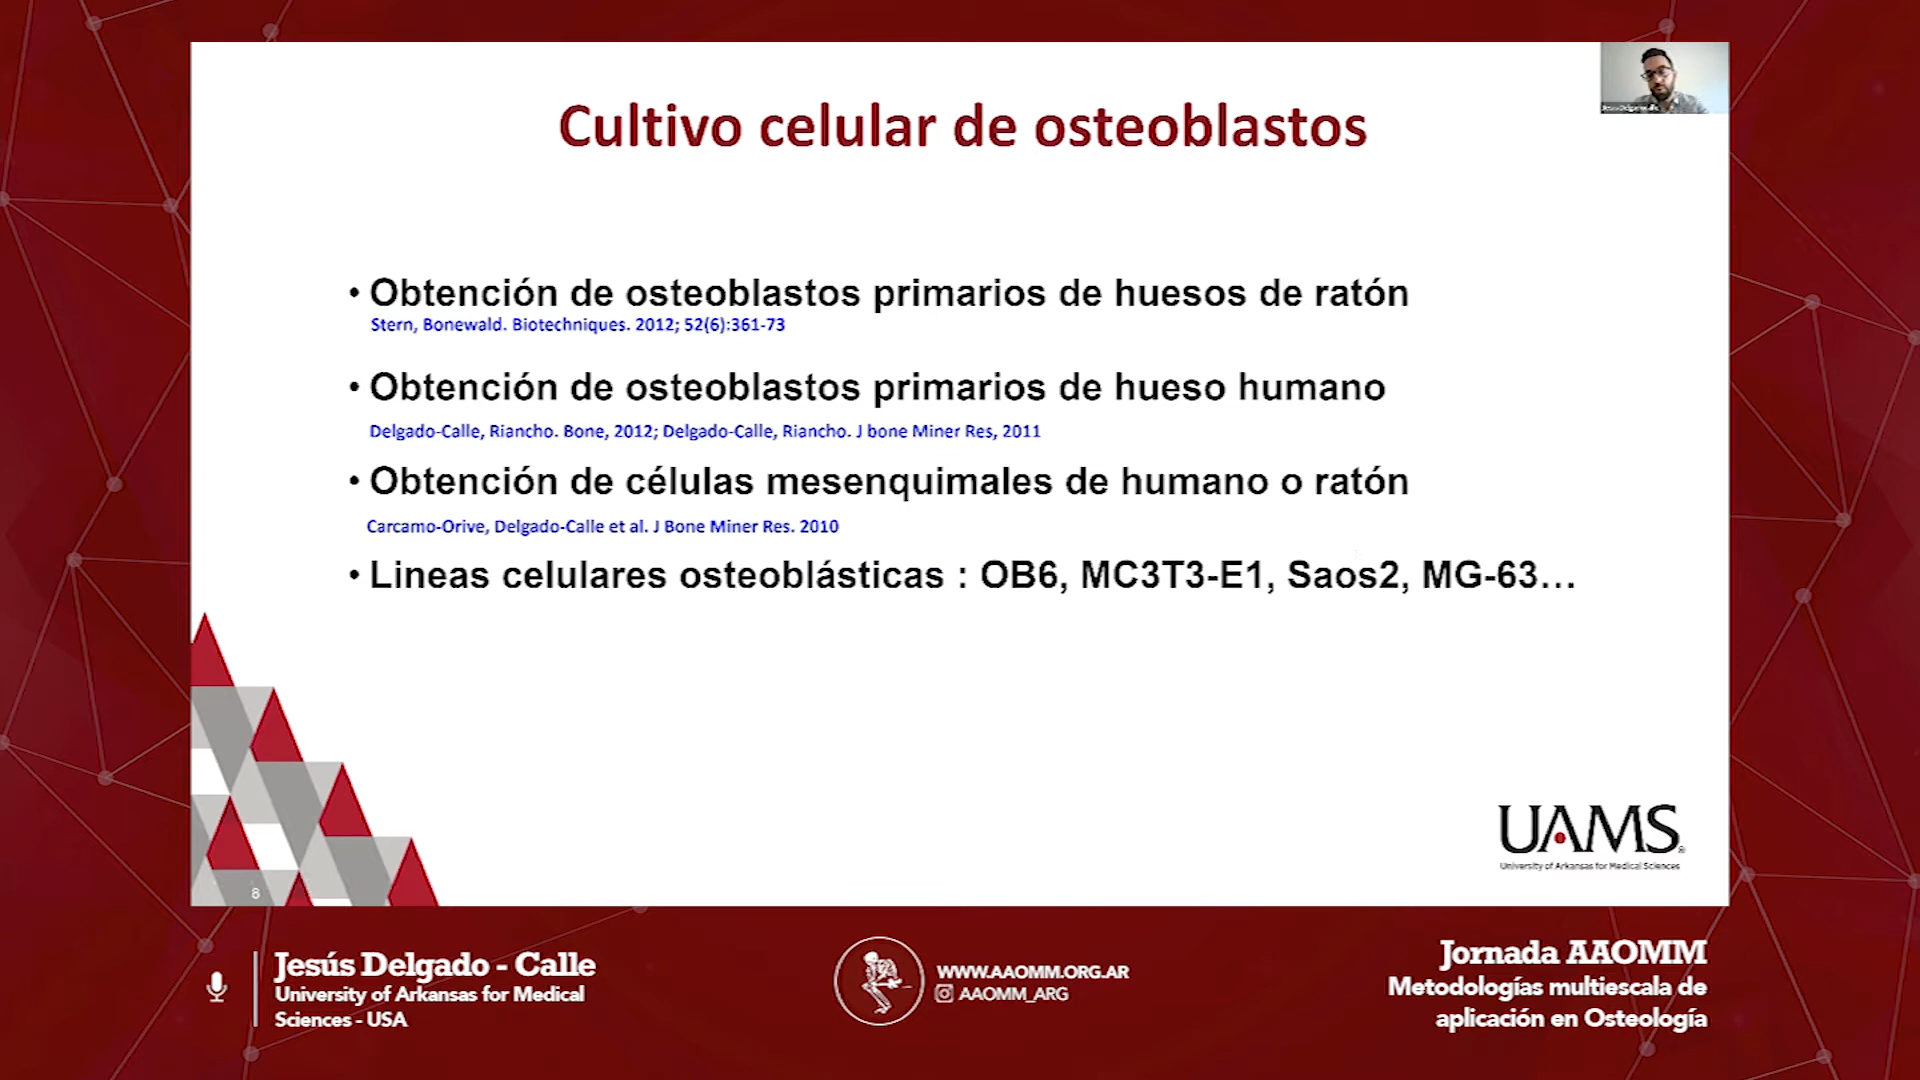 Cultivo celular de osteoblastos
• Obtención de osteoblastos primarios de huesos de ratón
Stern, Bonewald. Biotechniques. 2012; 52(6):361-73
• Obtención de osteoblastos primarios de hueso humano
Delgado-Calle, Riancho. Bone, 2012; Delgado-Calle, Riancho. J bone Miner Res, 2011
• Obtención de células mesenquimales de humano o ratón
Carcamo-Orive, Delgado-Calle et al. J Bone Miner Res. 2010
• Lineas celulares osteoblásticas : OB6, MC3T3-E1, Saos2, MG-63...
8
UAMS®
University of Arkansas for Medical Sciences
Jesús Delgado - Calle
University of Arkansas for Medical
Sciences - USA
WWW.AAOMM.ORG.AR
AAOMM_ARG
Jornada AAOMM
Metodologías multiescala de
aplicación en Osteología